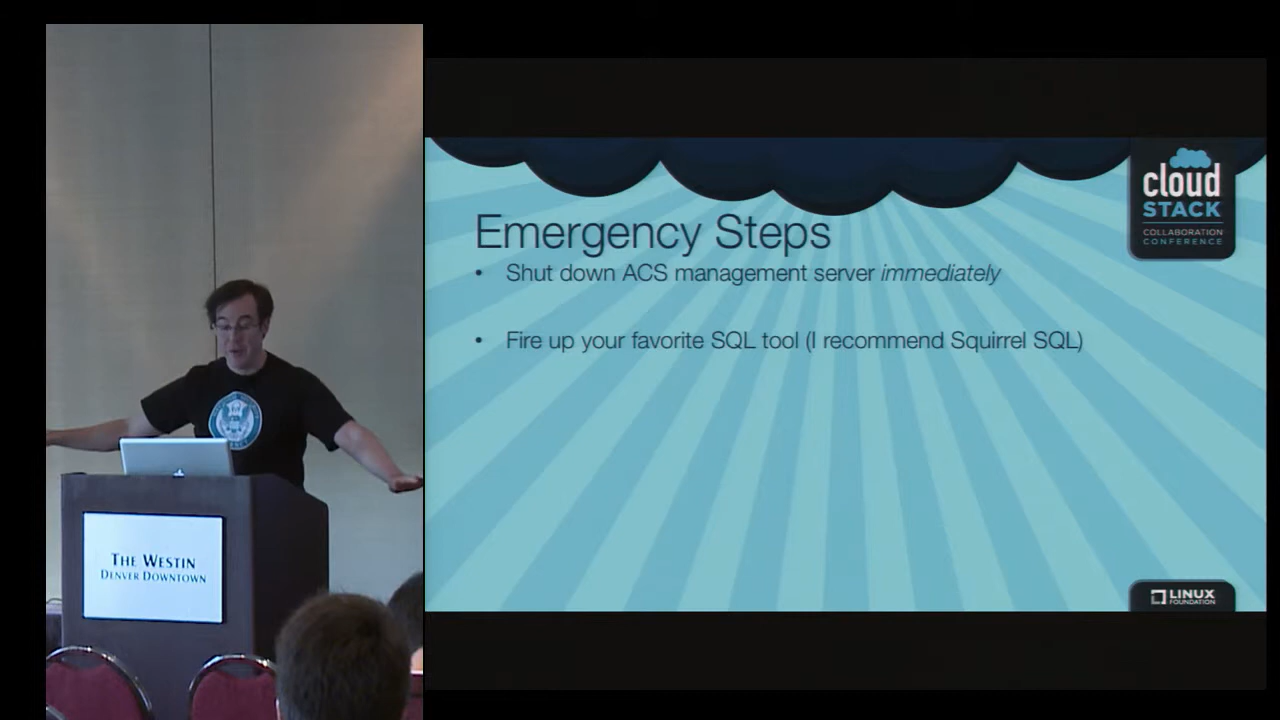 Emergency Steps
• Shut down ACS management server immediately
• Fire up your favorite SQL tool (I recommend Squirrel SQL)
cloud
STACK
COLLABORATION
CONFERENCE
LINUX
FOUNDATION
THE WESTIN
DENVER DOWNTOWN